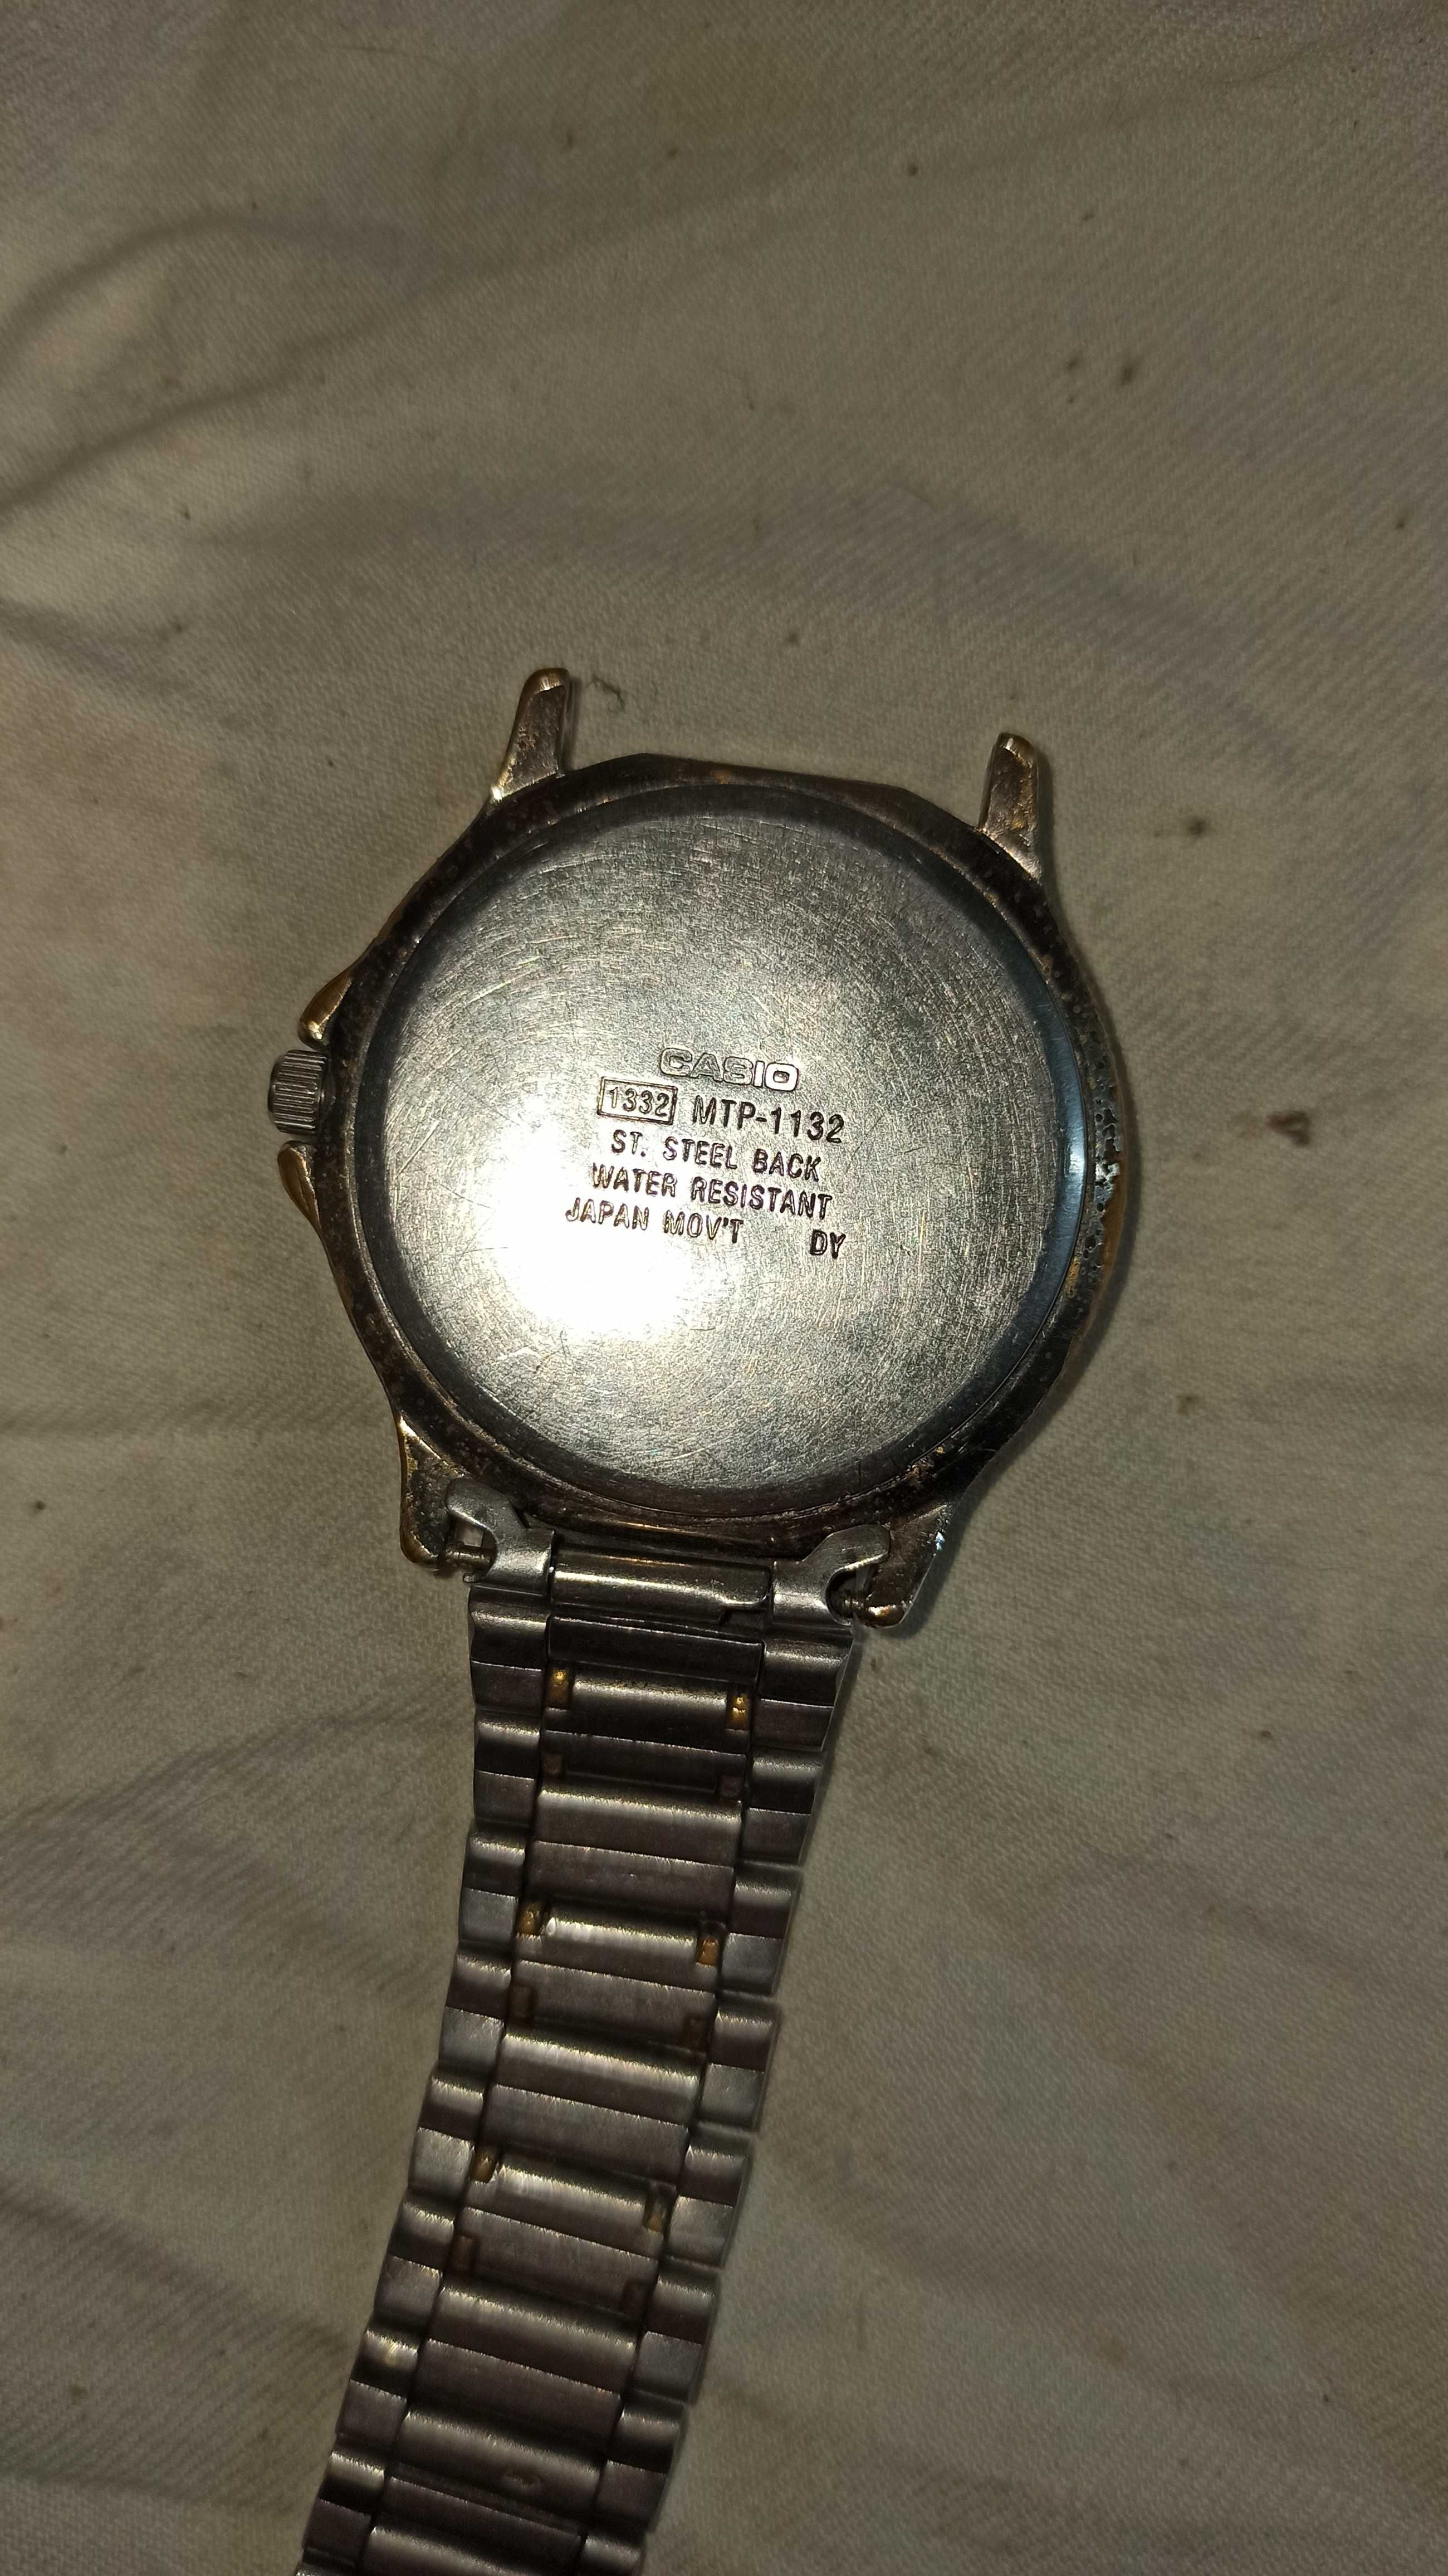 CASIO
1332 MTP-1132
ST. STEEL BACK
WATER RESISTANT
JAPAN MOV'T DY